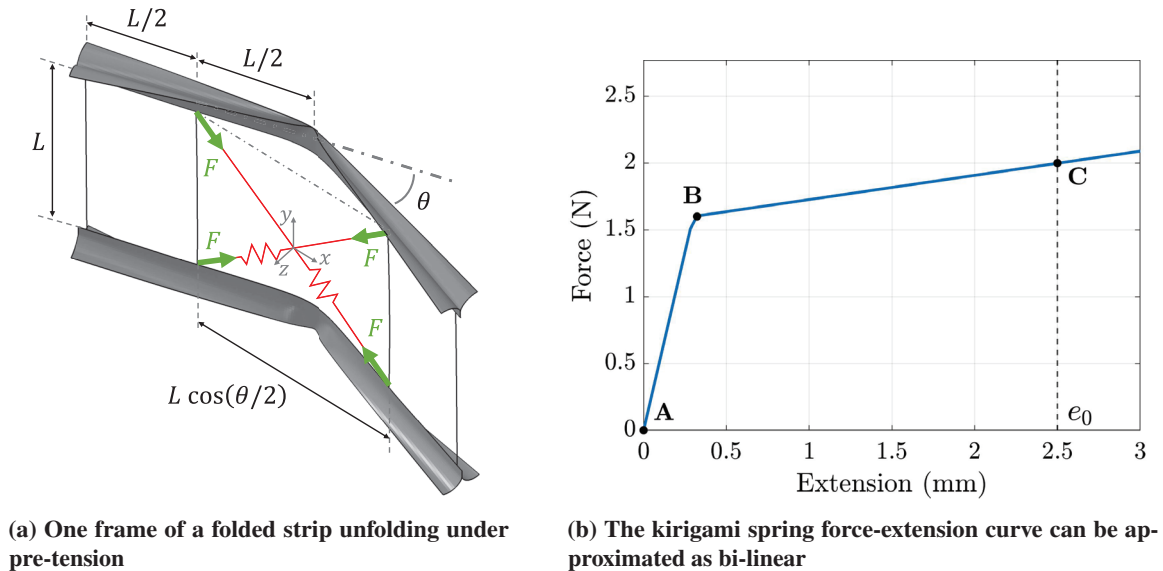 L/2
L/2
L
F
θ
y
F
F
z
x
F
L cos(θ/2)
(a) One frame of a folded strip unfolding under
pre-tension
Force (N)
2.5
2
1.5
1
0.5
0
B
C
A
e₀
0 0.5 1 1.5 2 2.5 3
Extension (mm)
(b) The kirigami spring force-extension curve can be ap-
proximated as bi-linear